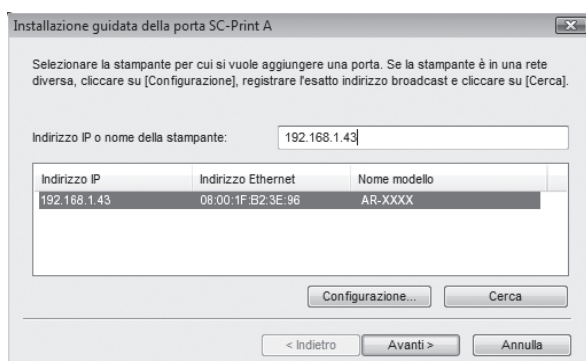 Installazione guidata della porta SC-Print A
Selezionare la stampante per cui si vuole aggiungere una porta. Se la stampante è in una rete
diversa, cliccare su [Configurazione], registrare l'esatto indirizzo broadcast e cliccare su [Cerca].
Indirizzo IP o nome della stampante: 192.168.1.43
Indirizzo IP Indirizzo Ethernet Nome modello
192.168.1.43 08:00:1F:B2:3E:96 AR-XXXX
Configurazione... Cerca
< Indietro Avanti > Annulla